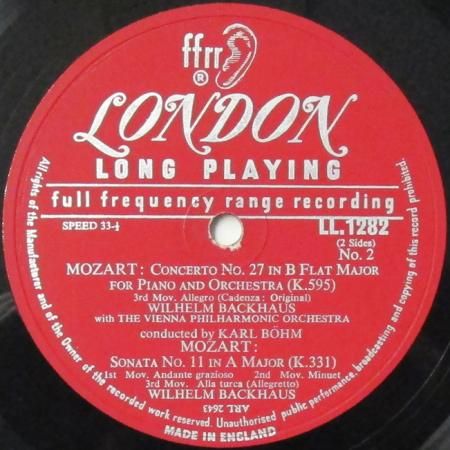 ffrr
®
LONDON
LONG PLAYING
full frequency range recording
SPEED 33⅓
LL.1282
(2 Sides)
No. 2
MOZART: CONCERTO NO. 27 IN B FLAT MAJOR
FOR PIANO AND ORCHESTRA (K.595)
3rd Mov. Allegro (Cadenza: Original)
WILHELM BACKHAUS
with THE VIENNA PHILHARMONIC ORCHESTRA
conducted by KARL BÖHM
MOZART:
SONATA NO. 11 IN A MAJOR (K.331)
1st Mov. Andante grazioso 2nd Mov. Minuet
3rd Mov. Alla turca (Allegretto)
WILHELM BACKHAUS
ARL 2643
All rights of the Manufacturer and of the Owner of the recorded work reserved. Unauthorised public performance, broadcasting and copying of this record prohibited.
MADE IN ENGLAND